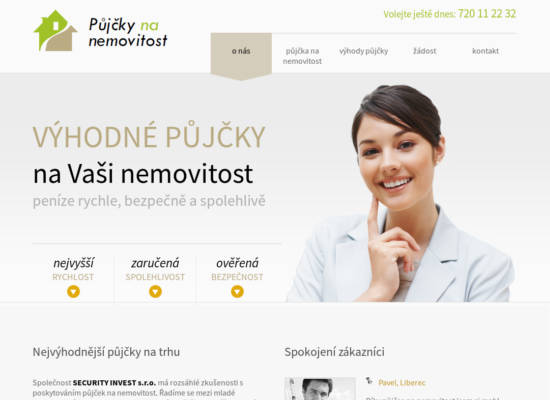 Půjčky na
nemovitost
Volejte ještě dnes: 720 11 22 32
o nás
půjčka na
nemovitost
výhody půjčky
žádost
kontakt
VÝHODNÉ PŮJČKY
na Vaši nemovitost
peníze rychle, bezpečně a spolehlivě
nejvyšší
RYCHLOST
zaručená
SPOLEHLIVOST
ověřená
BEZPEČNOST
Nejvýhodnější půjčky na trhu
Společnost SECURITY INVEST s.r.o. má rozsáhlé zkušenosti s
poskytováním půjček na nemovitost. Řadíme se mezi mladé
Spokojení zákazníci
Pavel, Liberec